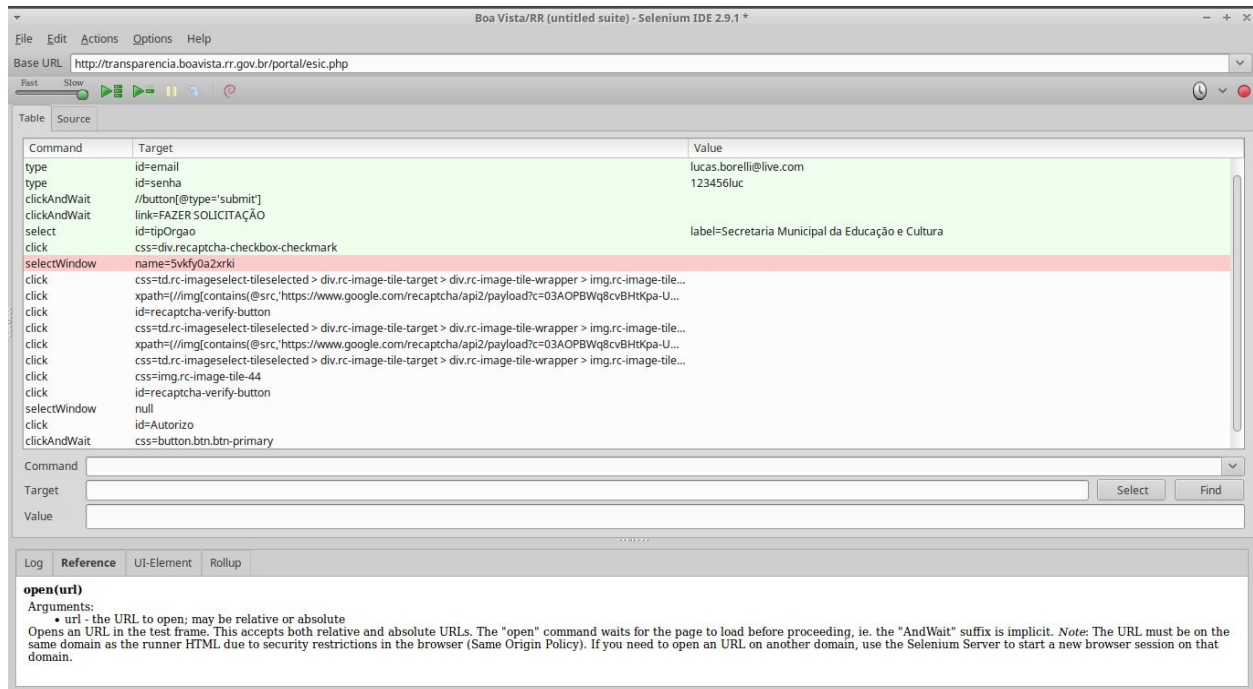 Boa Vista/RR (untitled suite) - Selenium IDE 2.9.1 *
File Edit Actions Options Help
Base URL http://transparencia.boavista.rr.gov.br/portal/esic.php
Fast Slow
Table Source
Command Target Value
type id=email lucas.borelli@live.com
type id=senha 123456luc
clickAndWait //button[@type='submit']
clickAndWait link=FAZER SOLICITAÇÃO
select id=tipOrgao label=Secretaria Municipal da Educação e Cultura
click css=div.recaptcha-checkbox-checkmark
selectWindow name=5vkfy0a2xrki
click css=td.rc-imageselect-tileselected > div.rc-image-tile-target > div.rc-image-tile-wrapper > img.rc-image-tile...
click xpath=(//img[contains(@src,'https://www.google.com/recaptcha/api2/payload?c=03AOPBWq8cvBHtKpa-U...
click id=recaptcha-verify-button
click css=td.rc-imageselect-tileselected > div.rc-image-tile-target > div.rc-image-tile-wrapper > img.rc-image-tile...
click xpath=(//img[contains(@src,'https://www.google.com/recaptcha/api2/payload?c=03AOPBWq8cvBHtKpa-U...
click css=td.rc-imageselect-tileselected > div.rc-image-tile-target > div.rc-image-tile-wrapper > img.rc-image-tile...
click css=img.rc-image-tile-44
click id=recaptcha-verify-button
selectWindow null
click id=Autorizo
clickAndWait css=button.btn.btn-primary
Command
Target Select Find
Value
Log Reference UI-Element Rollup
open(url)
Arguments:
• url - the URL to open; may be relative or absolute
Opens an URL in the test frame. This accepts both relative and absolute URLs. The "open" command waits for the page to load before proceeding, ie. the "AndWait" suffix is implicit. Note: The URL must be on the
same domain as the runner HTML due to security restrictions in the browser (Same Origin Policy). If you need to open an URL on another domain, use the Selenium Server to start a new browser session on that
domain.